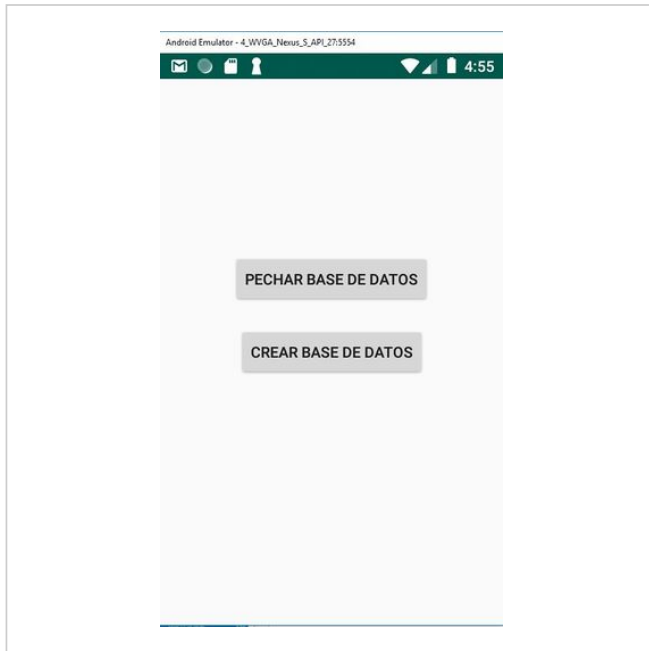 Android Emulator - 4_WVGA_Nexus_S_API_27:5554
4:55
PECHAR BASE DE DATOS
CREAR BASE DE DATOS